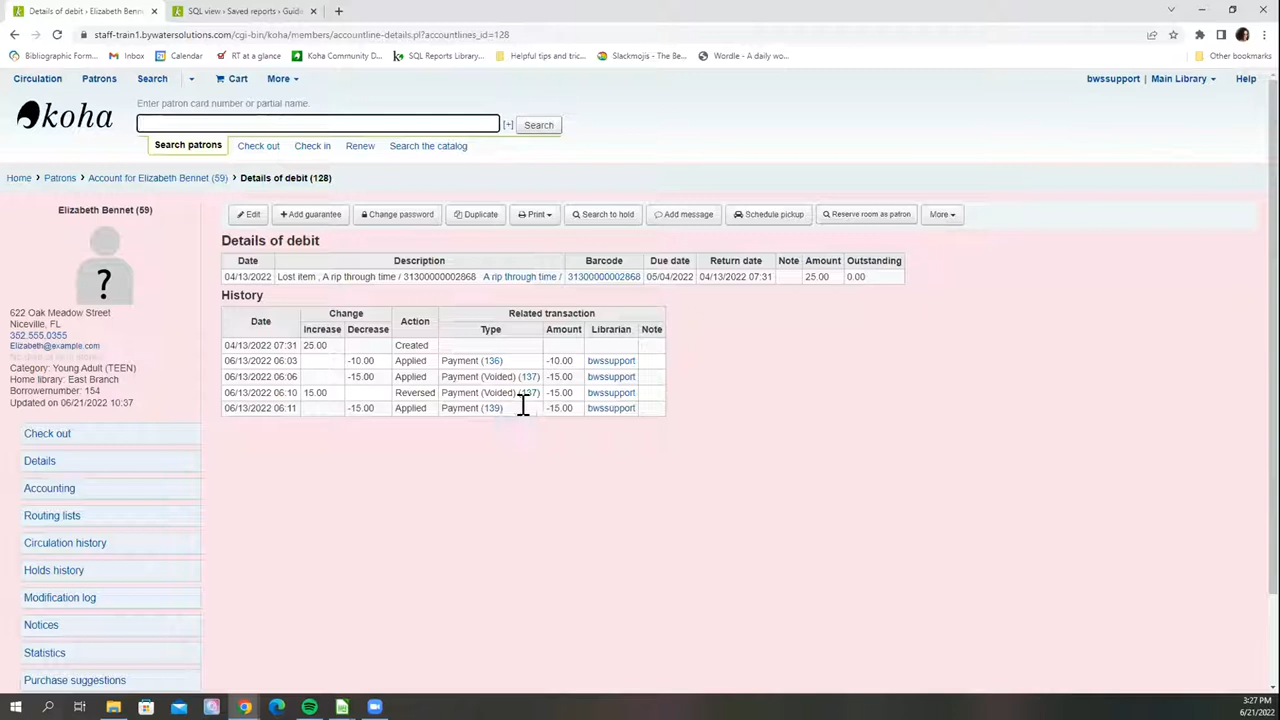 Details of debit › Elizabeth Bennet
SQL view › Saved reports › Guide
staff-train1.bywatersolutions.com/cgi-bin/koha/members/accountline-details.pl?accountlines_id=128
Bibliographic Form... Inbox RT at a glance Koha Community D... SQL Reports Library... Helpful tips and tric... Slackmojis - The Be... Wordle - A daily wo... Other bookmarks
Circulation Patrons Search Cart More bwssupport | Main Library Help
koha
Enter patron card number or partial name.
[+] Search
Search patrons Check out Check in Renew Search the catalog
Home Patrons Account for Elizabeth Bennet (59) Details of debit (128)
Elizabeth Bennet (59)
?
622 Oak Meadow Street
Niceville, FL
352.555.0355
Elizabeth@example.com
Category: Young Adult (TEEN)
Home library: East Branch
Borrowernumber: 154
Updated on 06/21/2022 10:37
Check out
Details
Accounting
Routing lists
Circulation history
Holds history
Modification log
Notices
Statistics
Purchase suggestions
Edit + Add guarantee Change password Duplicate Print Search to hold Add message Schedule pickup Reserve room as patron More
Details of debit
Date Description Barcode Due date Return date Note Amount Outstanding
04/13/2022 Lost item , A rip through time / 31300000002868 A rip through time / 31300000002868 05/04/2022 04/13/2022 07:31 25.00 0.00
History
Date Change Action Related transaction
Increase Decrease Type Amount Librarian Note
04/13/2022 07:31 25.00 Created
06/13/2022 06:03 -10.00 Applied Payment (136) -10.00 bwssupport
06/13/2022 06:06 -15.00 Applied Payment (Voided) (137) -15.00 bwssupport
06/13/2022 06:10 15.00 Reversed Payment (Voided) (137) -15.00 bwssupport
06/13/2022 06:11 -15.00 Applied Payment (139) -15.00 bwssupport
3:27 PM
6/21/2022